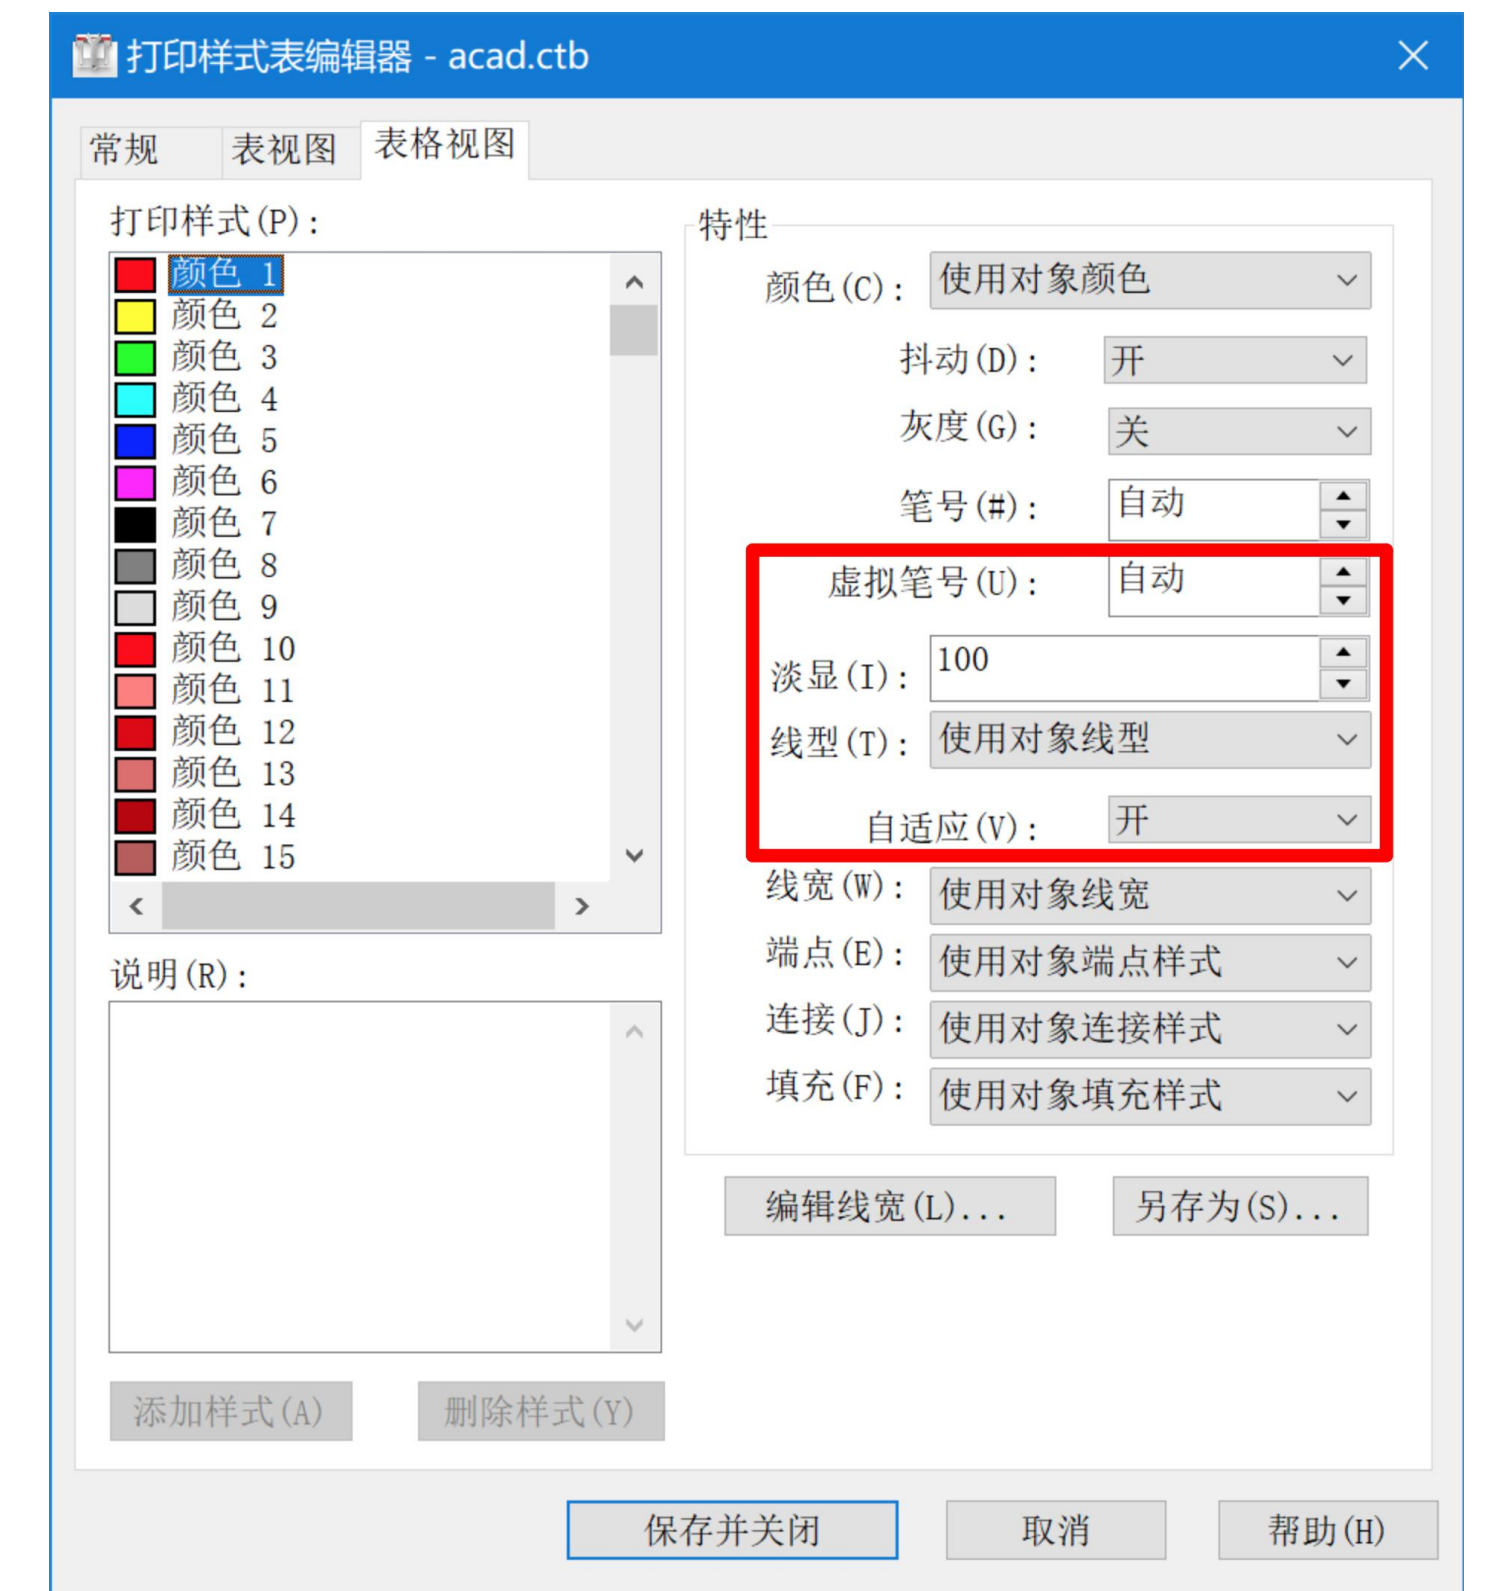 打印样式表编辑器 - acad.ctb
常规 表视图 表格视图
打印样式(P):
颜色 1
颜色 2
颜色 3
颜色 4
颜色 5
颜色 6
颜色 7
颜色 8
颜色 9
颜色 10
颜色 11
颜色 12
颜色 13
颜色 14
颜色 15
说明(R):
添加样式(A) 删除样式(Y)
特性
颜色(C): 使用对象颜色
抖动(D): 开
灰度(G): 关
笔号(#): 自动
虚拟笔号(U): 自动
淡显(I): 100
线型(T): 使用对象线型
自适应(V): 开
线宽(W): 使用对象线宽
端点(E): 使用对象端点样式
连接(J): 使用对象连接样式
填充(F): 使用对象填充样式
编辑线宽(L)... 另存为(S)...
保存并关闭 取消 帮助(H)